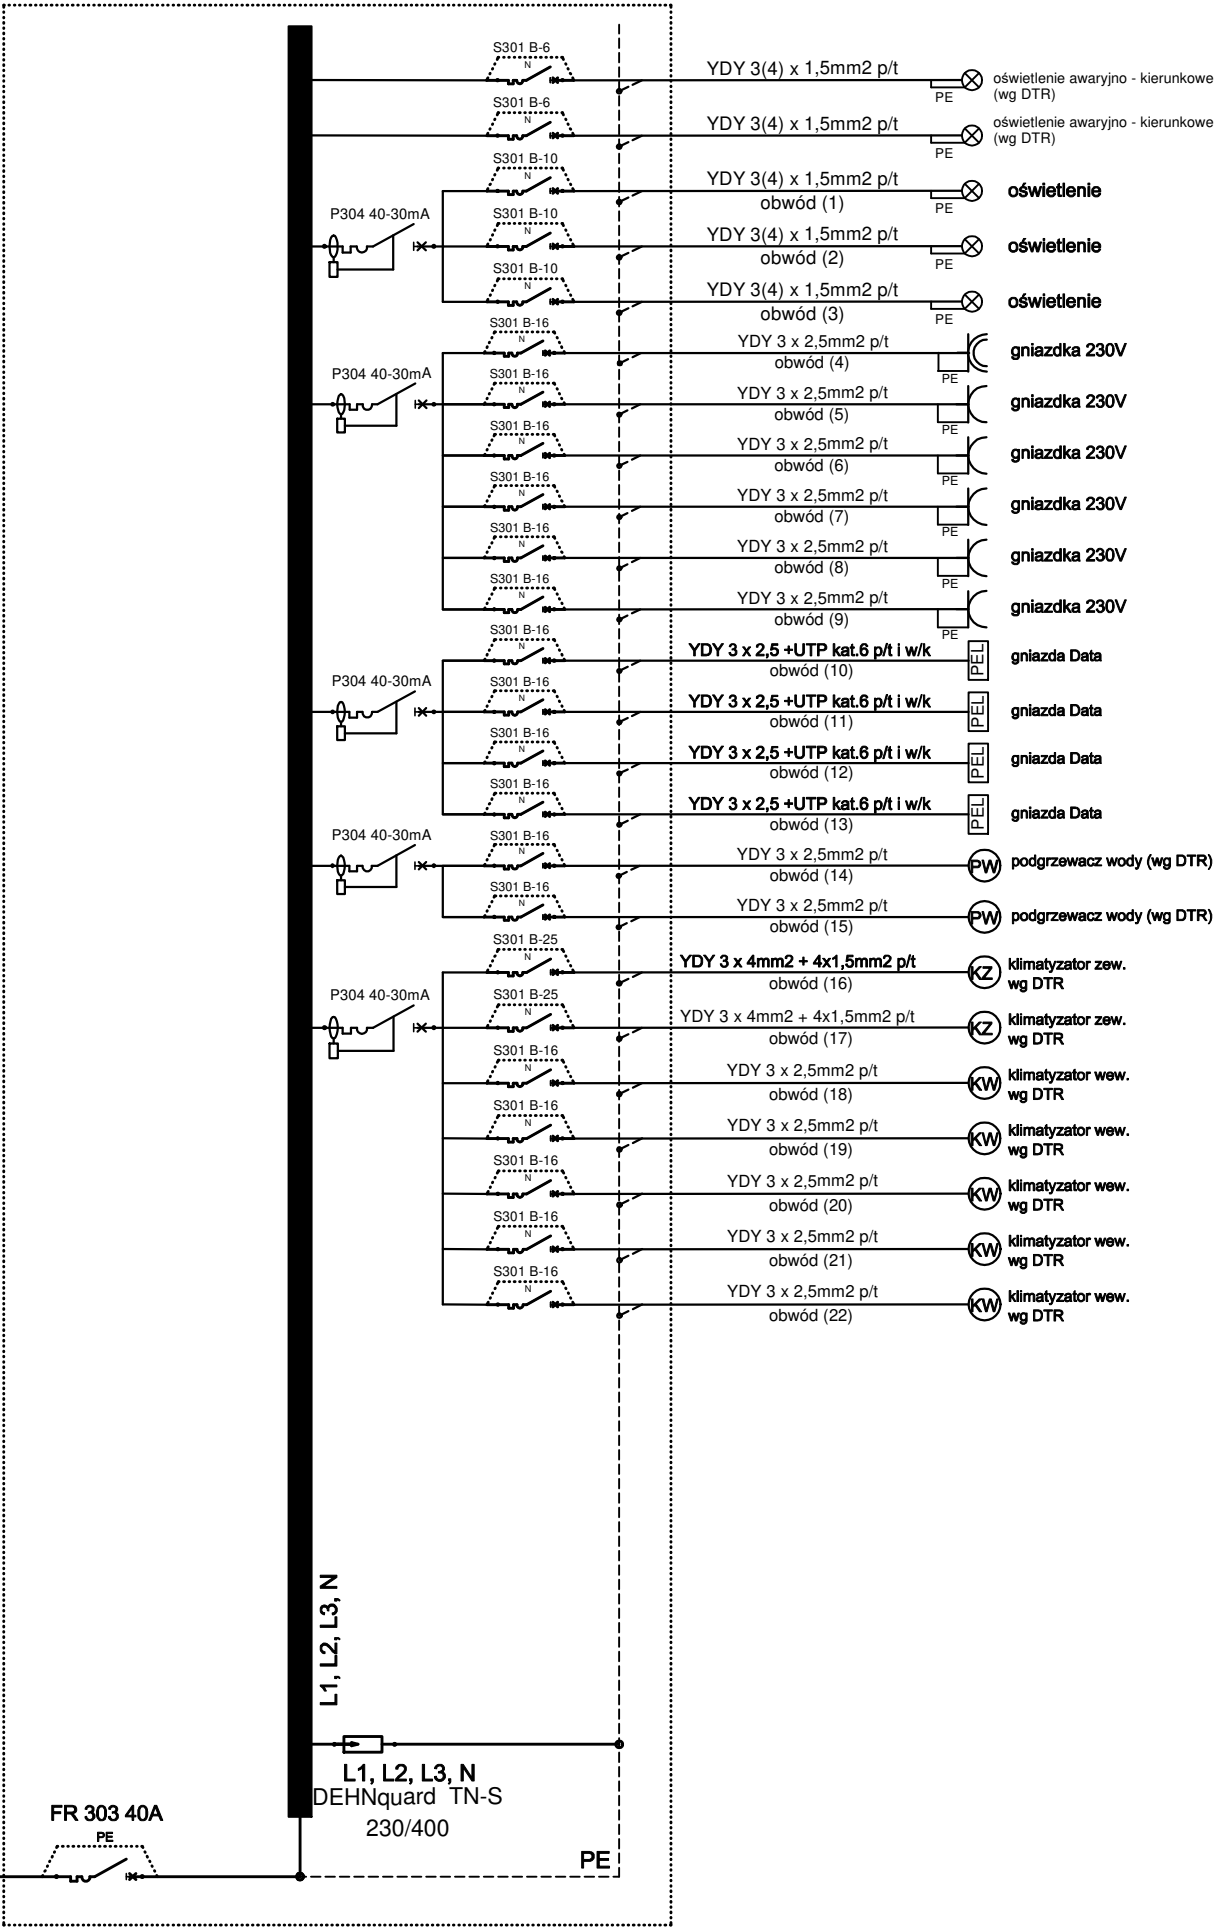 S301 B-6
N
YDY 3(4) x 1,5mm2 p/t
PE
oświetlenie awaryjno - kierunkowe
(wg DTR)
S301 B-6
N
YDY 3(4) x 1,5mm2 p/t
PE
oświetlenie awaryjno - kierunkowe
(wg DTR)
S301 B-10
N
YDY 3(4) x 1,5mm2 p/t
obwód (1)
PE
oświetlenie
P304 40-30mA
S301 B-10
N
YDY 3(4) x 1,5mm2 p/t
obwód (2)
PE
oświetlenie
S301 B-10
N
YDY 3(4) x 1,5mm2 p/t
obwód (3)
PE
oświetlenie
S301 B-16
N
YDY 3 x 2,5mm2 p/t
obwód (4)
PE
gniazdka 230V
P304 40-30mA
S301 B-16
N
YDY 3 x 2,5mm2 p/t
obwód (5)
PE
gniazdka 230V
S301 B-16
N
YDY 3 x 2,5mm2 p/t
obwód (6)
PE
gniazdka 230V
S301 B-16
N
YDY 3 x 2,5mm2 p/t
obwód (7)
PE
gniazdka 230V
S301 B-16
N
YDY 3 x 2,5mm2 p/t
obwód (8)
PE
gniazdka 230V
S301 B-16
N
YDY 3 x 2,5mm2 p/t
obwód (9)
PE
gniazdka 230V
S301 B-16
N
YDY 3 x 2,5 +UTP kat.6 p/t i w/k
obwód (10)
PEL
gniazda Data
P304 40-30mA
S301 B-16
N
YDY 3 x 2,5 +UTP kat.6 p/t i w/k
obwód (11)
PEL
gniazda Data
S301 B-16
N
YDY 3 x 2,5 +UTP kat.6 p/t i w/k
obwód (12)
PEL
gniazda Data
S301 B-16
N
YDY 3 x 2,5 +UTP kat.6 p/t i w/k
obwód (13)
PEL
gniazda Data
P304 40-30mA
S301 B-16
N
YDY 3 x 2,5mm2 p/t
obwód (14)
PW
podgrzewacz wody (wg DTR)
S301 B-16
N
YDY 3 x 2,5mm2 p/t
obwód (15)
PW
podgrzewacz wody (wg DTR)
S301 B-25
N
YDY 3 x 4mm2 + 4x1,5mm2 p/t
obwód (16)
KZ
klimatyzator zew.
wg DTR
P304 40-30mA
S301 B-25
N
YDY 3 x 4mm2 + 4x1,5mm2 p/t
obwód (17)
KZ
klimatyzator zew.
wg DTR
S301 B-16
N
YDY 3 x 2,5mm2 p/t
obwód (18)
KW
klimatyzator wew.
wg DTR
S301 B-16
N
YDY 3 x 2,5mm2 p/t
obwód (19)
KW
klimatyzator wew.
wg DTR
S301 B-16
N
YDY 3 x 2,5mm2 p/t
obwód (20)
KW
klimatyzator wew.
wg DTR
S301 B-16
N
YDY 3 x 2,5mm2 p/t
obwód (21)
KW
klimatyzator wew.
wg DTR
S301 B-16
N
YDY 3 x 2,5mm2 p/t
obwód (22)
KW
klimatyzator wew.
wg DTR
L1, L2, L3, N
L1, L2, L3, N
DEHNquard TN-S
230/400
FR 303 40A
PE
PE